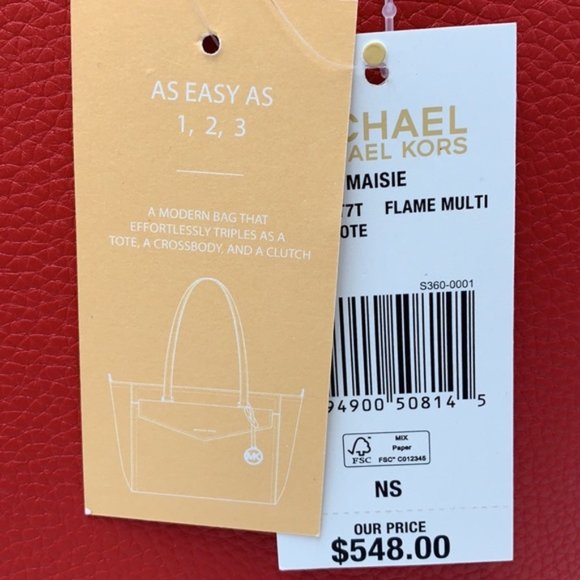 AS EASY AS
1, 2, 3
A MODERN BAG THAT
EFFORTLESSLY TRIPLES AS A
TOTE, A CROSSBODY, AND A CLUTCH
MK
CHAEL
AEL KORS
MAISIE
7T FLAME MULTI
OTE
S360-0001
94900 50814 5
FSC
MIX
Paper
FSC® C012345
NS
OUR PRICE
$548.00